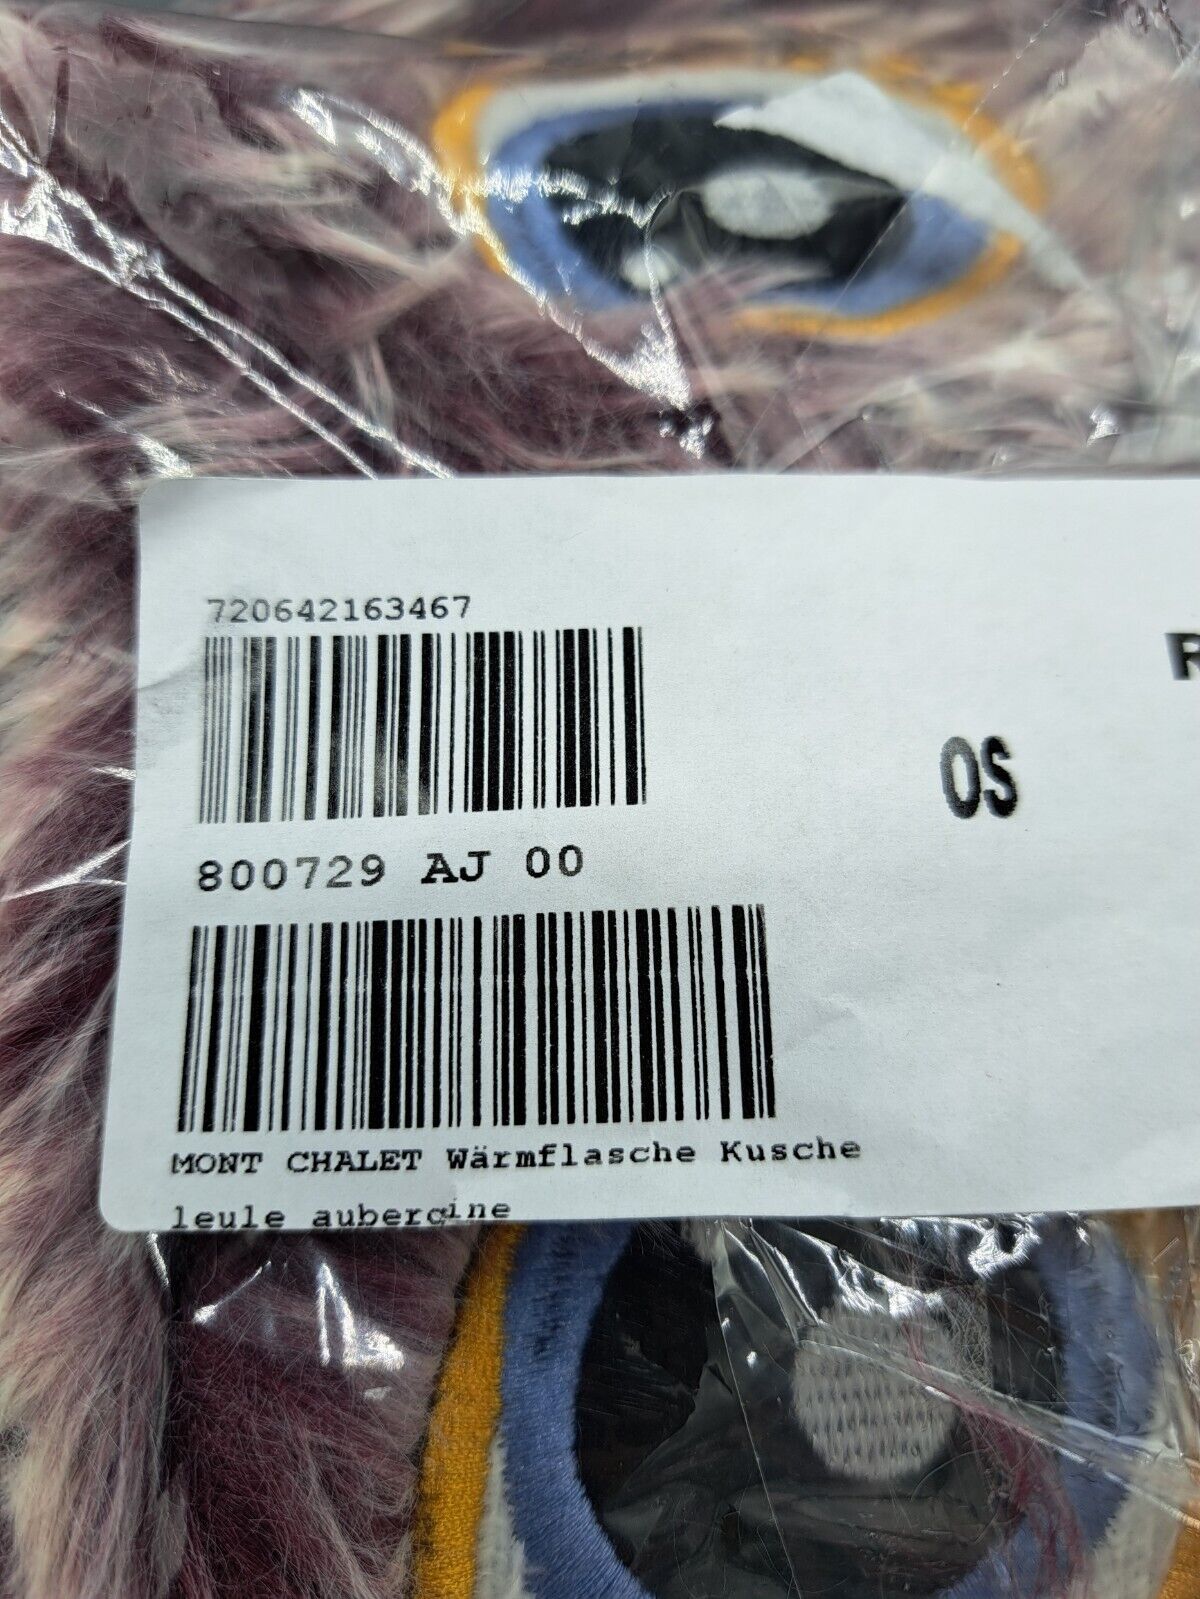 720642163467
R
OS
800729 AJ 00
MONT CHALET Wärmflasche Kusche
leule aubergine